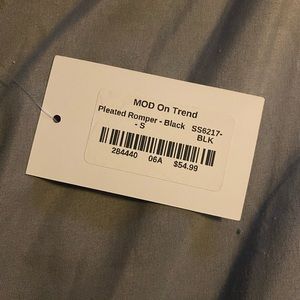 MOD On Trend
Pleated Romper - Black SS6217-
- S BLK
284440 06A $54.99